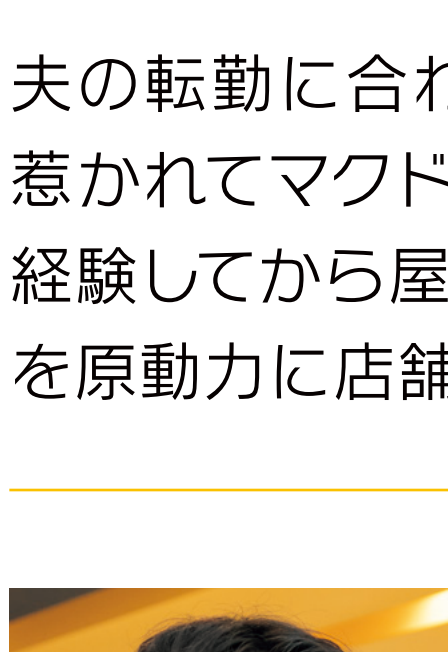 夫の転勤に合わ
惹かれてマクド
経験してから屋
を原動力に店舗